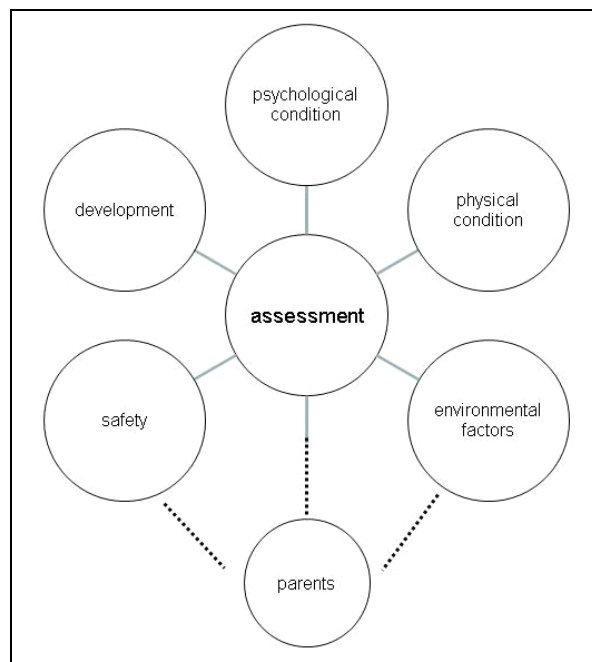 psychological
condition
development
physical
condition
assessment
safety
environmental
factors
parents